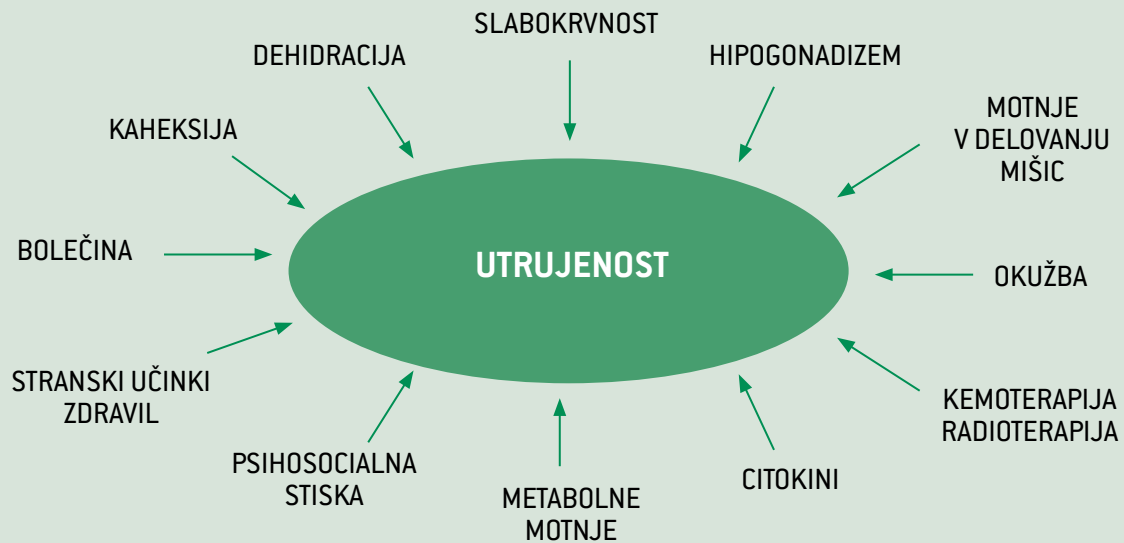 SLABOKRVNOST
DEHIDRACIJA
HIPOGONADIZEM
KAHEKSIJA
MOTNJE
V DELOVANJU
MIŠIC
BOLEČINA
UTRUJENOST
OKUŽBA
STRANSKI UČINKI
ZDRAVIL
KEMOTERAPIJA
RADIOTERAPIJA
PSIHOSOCIALNA
STISKA
METABOLNE
MOTNJE
CITOKINI